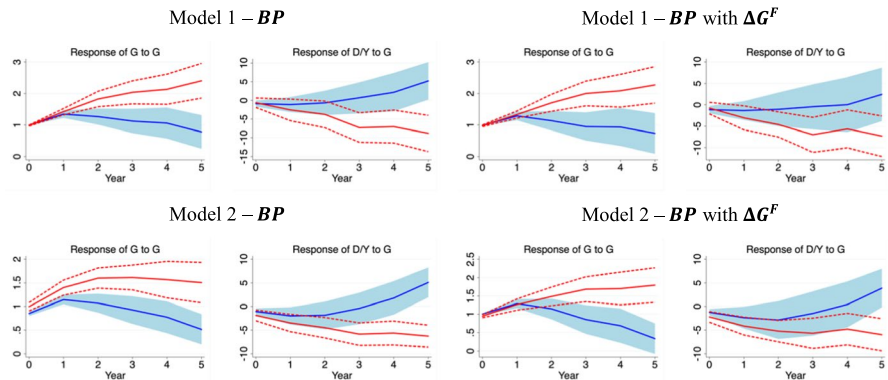 Model 1 – BP
Model 1 – BP with ΔG^F
Response of G to G
3
2
1
0
0 1 2 3 4 5
Year
Response of D/Y to G
10
5
0
-5
-10
-15
0 1 2 3 4 5
Year
Response of G to G
3
2
1
0
0 1 2 3 4 5
Year
Response of D/Y to G
10
5
0
-5
-10
0 1 2 3 4 5
Year
Model 2 – BP
Model 2 – BP with ΔG^F
Response of G to G
2
1.5
1
.5
0
0 1 2 3 4 5
Year
Response of D/Y to G
10
5
0
-5
-10
0 1 2 3 4 5
Year
Response of G to G
2.5
2
1.5
1
.5
0
0 1 2 3 4 5
Year
Response of D/Y to G
10
5
0
-5
-10
0 1 2 3 4 5
Year